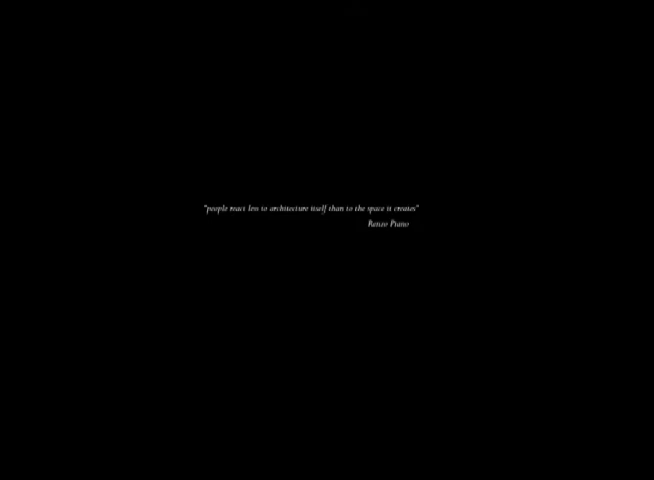 "people react less to architecture itself than to the space it creates"
Renzo Piano